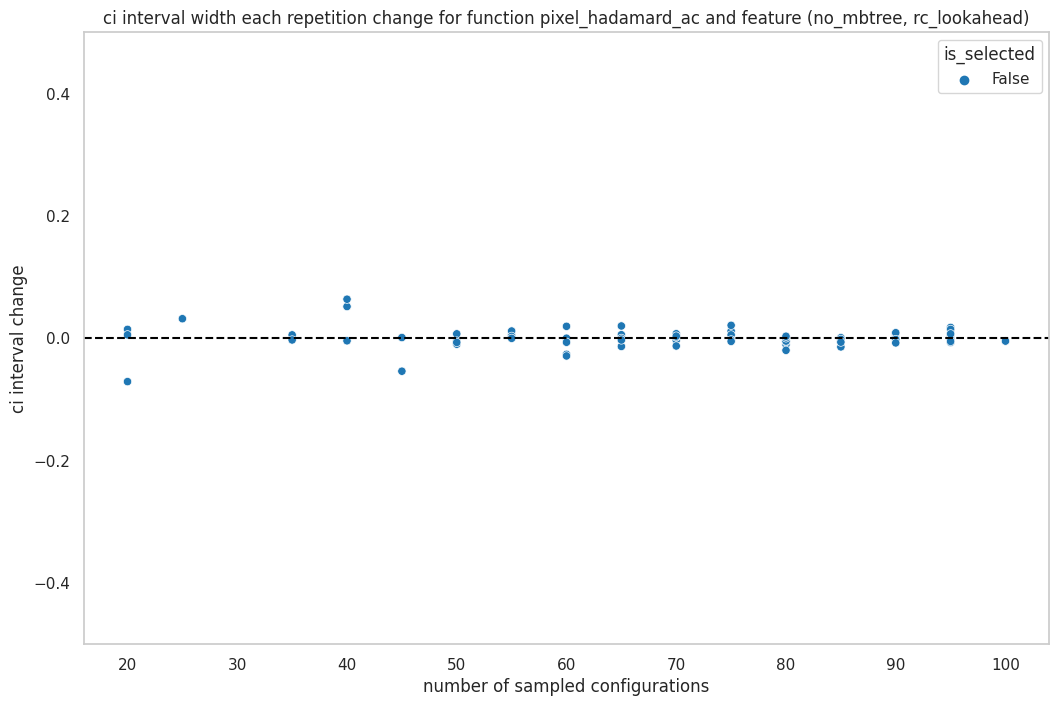 ci interval width each repetition change for function pixel_hadamard_ac and feature (no_mbtree, rc_lookahead)
is_selected
False
ci interval change
0.4
0.2
0.0
−0.2
−0.4
20 30 40 50 60 70 80 90 100
number of sampled configurations